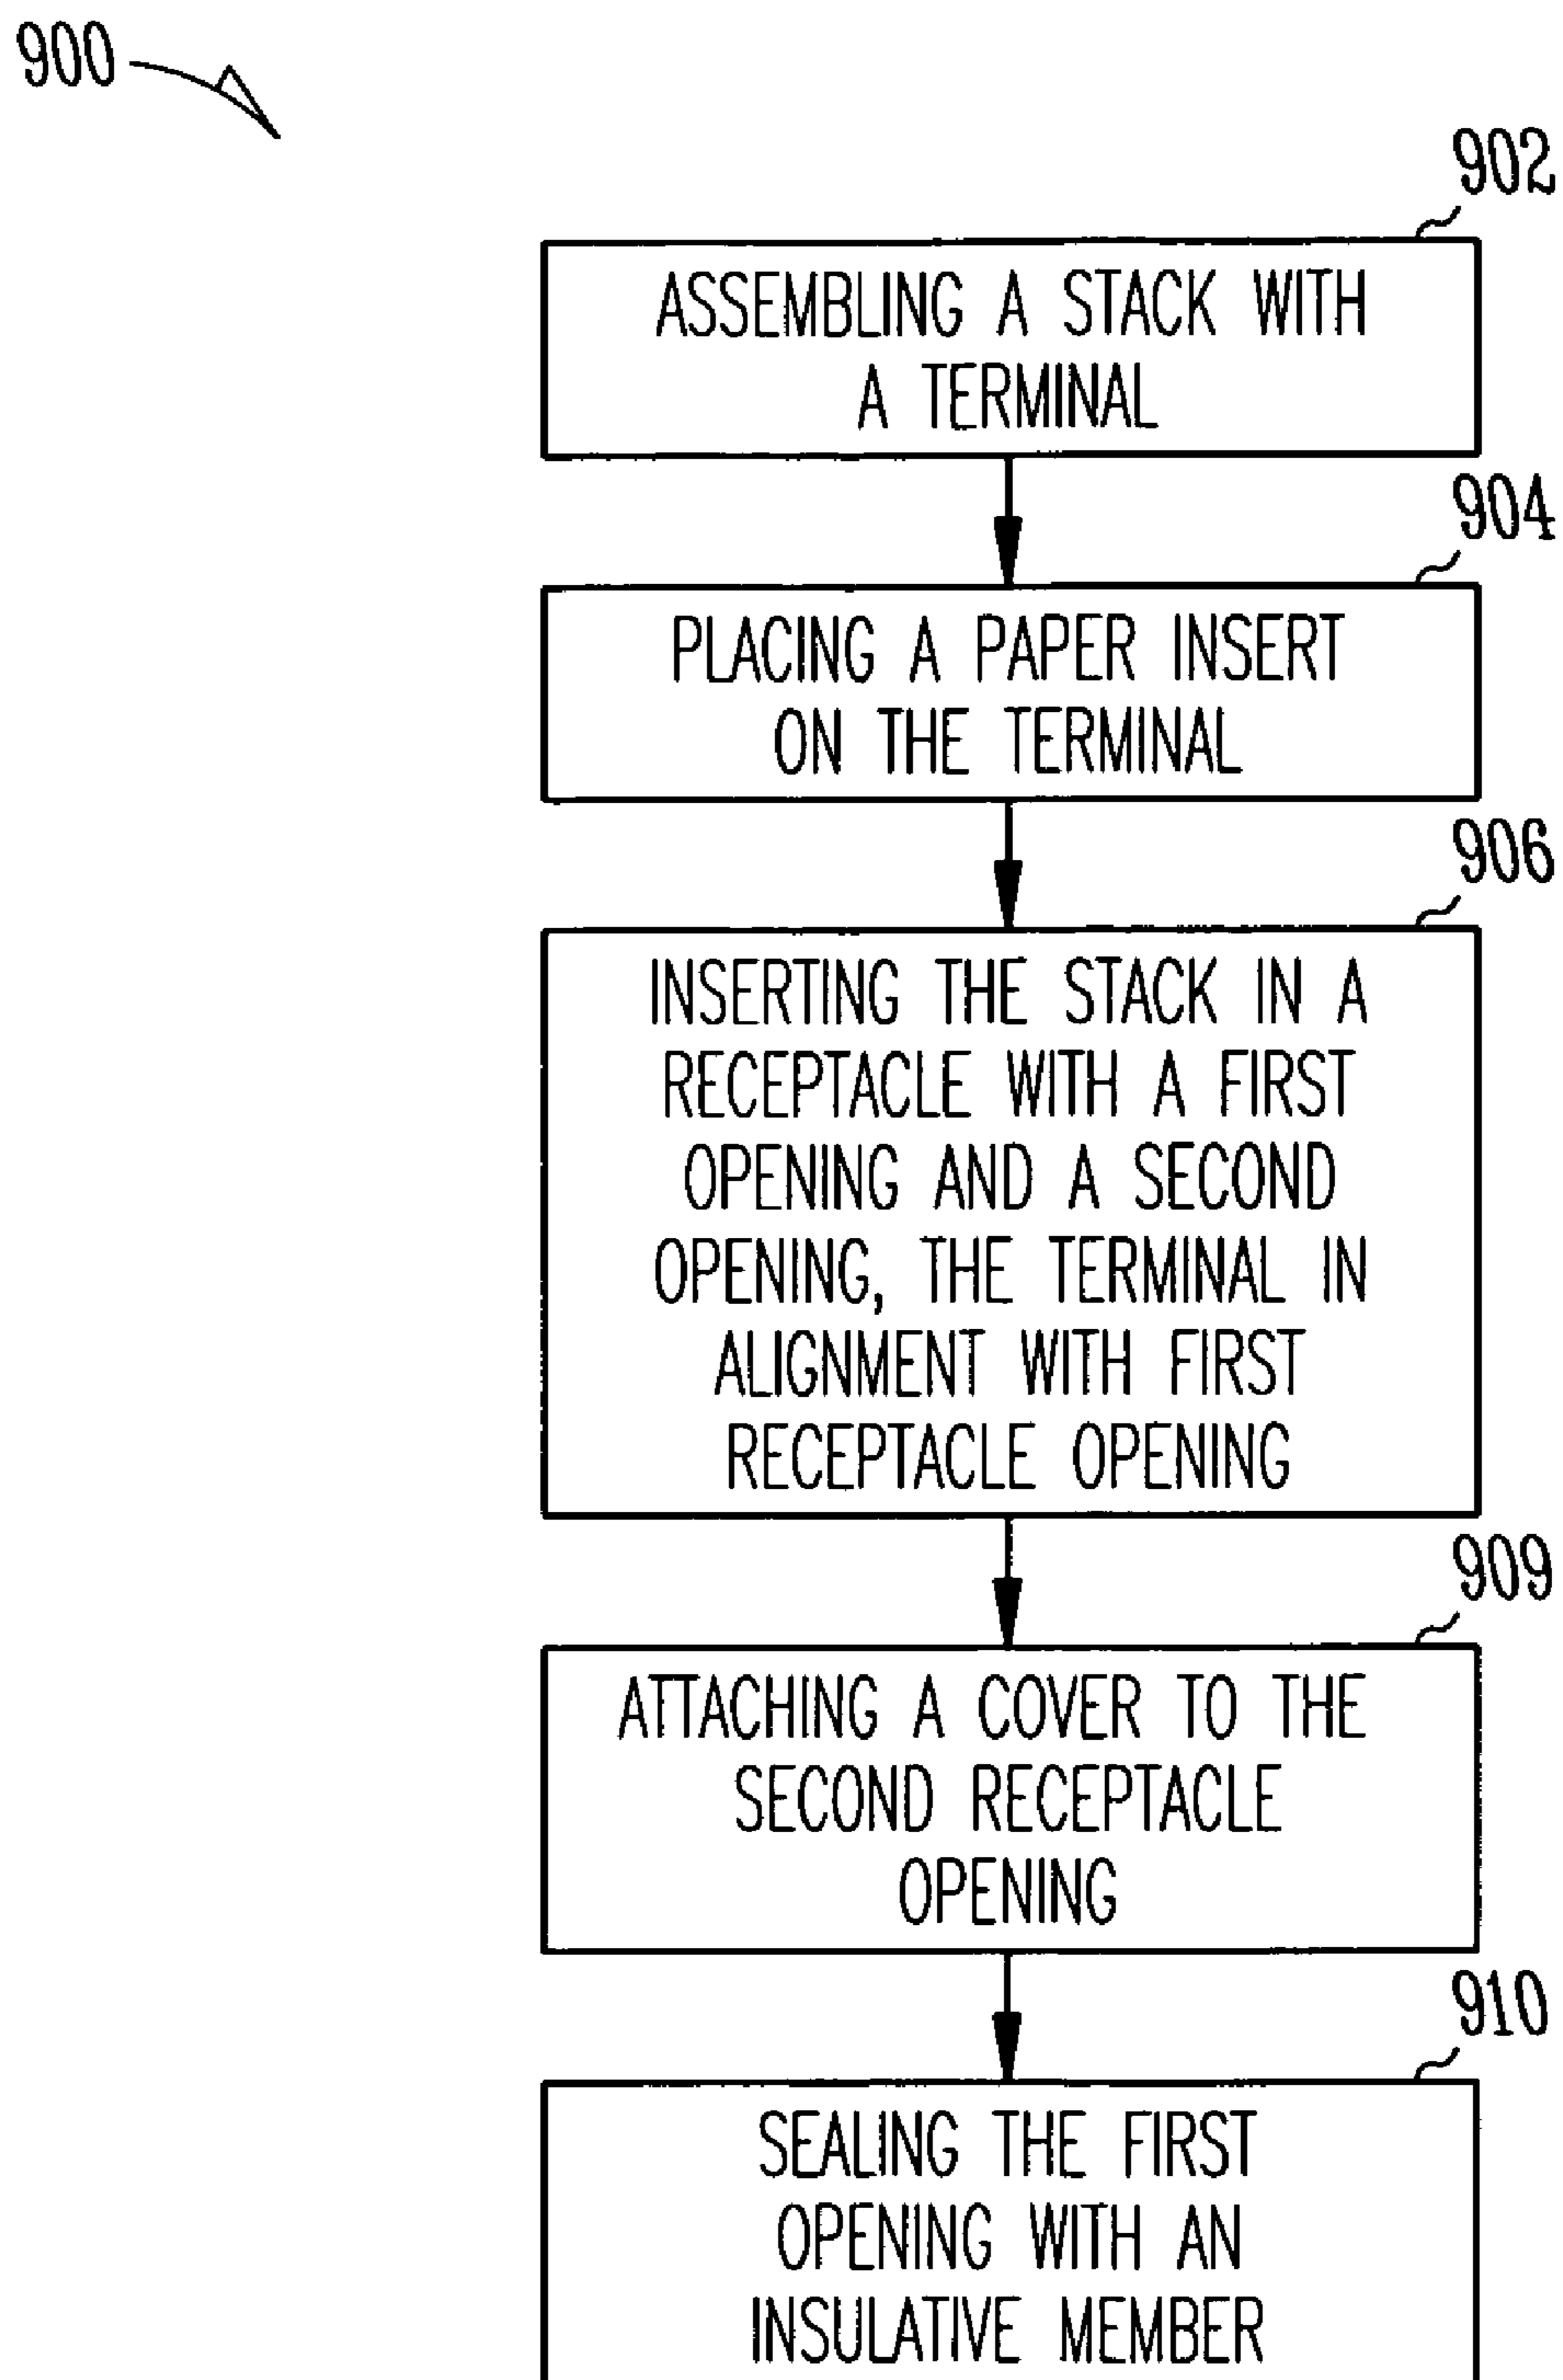 900
902
ASSEMBLING A STACK WITH
A TERMINAL
904
PLACING A PAPER INSERT
ON THE TERMINAL
906
INSERTING THE STACK IN A
RECEPTACLE WITH A FIRST
OPENING AND A SECOND
OPENING, THE TERMINAL IN
ALIGNMENT WITH FIRST
RECEPTACLE OPENING
909
ATTACHING A COVER TO THE
SECOND RECEPTACLE
OPENING
910
SEALING THE FIRST
OPENING WITH AN
INSULATIVE MEMBER